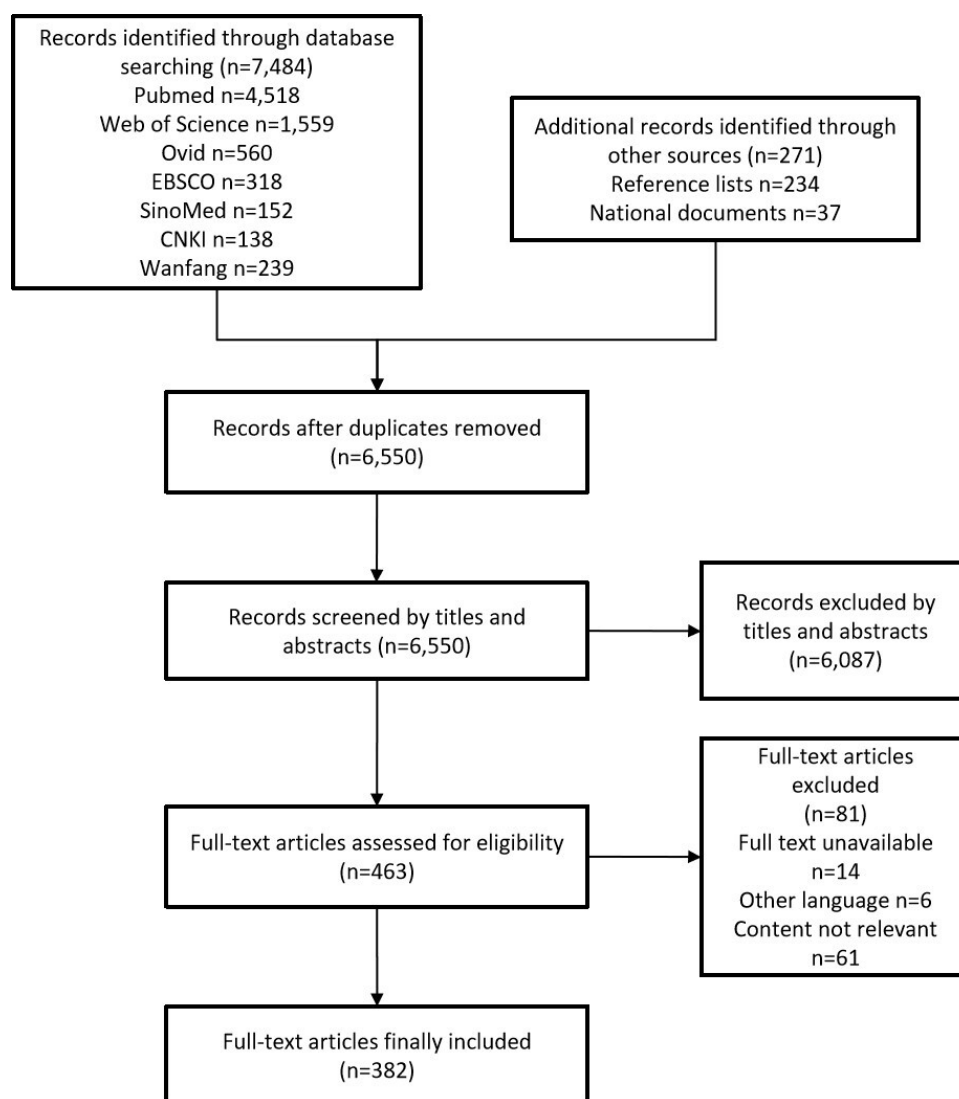 Records identified through database
searching (n=7,484)
Pubmed n=4,518
Web of Science n=1,559
Ovid n=560
EBSCO n=318
SinoMed n=152
CNKI n=138
Wanfang n=239
Additional records identified through
other sources (n=271)
Reference lists n=234
National documents n=37
Records after duplicates removed
(n=6,550)
Records screened by titles and
abstracts (n=6,550)
Records excluded by
titles and abstracts
(n=6,087)
Full-text articles assessed for eligibility
(n=463)
Full-text articles
excluded
(n=81)
Full text unavailable
n=14
Other language n=6
Content not relevant
n=61
Full-text articles finally included
(n=382)